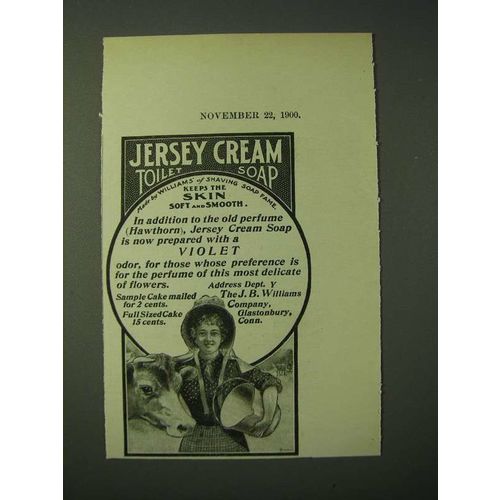 NOVEMBER 22, 1900.
JERSEY CREAM
TOILET SOAP
Made by WILLIAMS' of SHAVING SOAP FAME.
KEEPS THE
SKIN
SOFT AND SMOOTH.
In addition to the old perfume
(Hawthorn), Jersey Cream Soap
is now prepared with a
VIOLET
odor, for those whose preference is
for the perfume of this most delicate
of flowers.
Address Dept. Y
The J. B. Williams
Company,
Glastonbury,
Conn.
Sample Cake mailed
for 2 cents.
Full Sized Cake
15 cents.